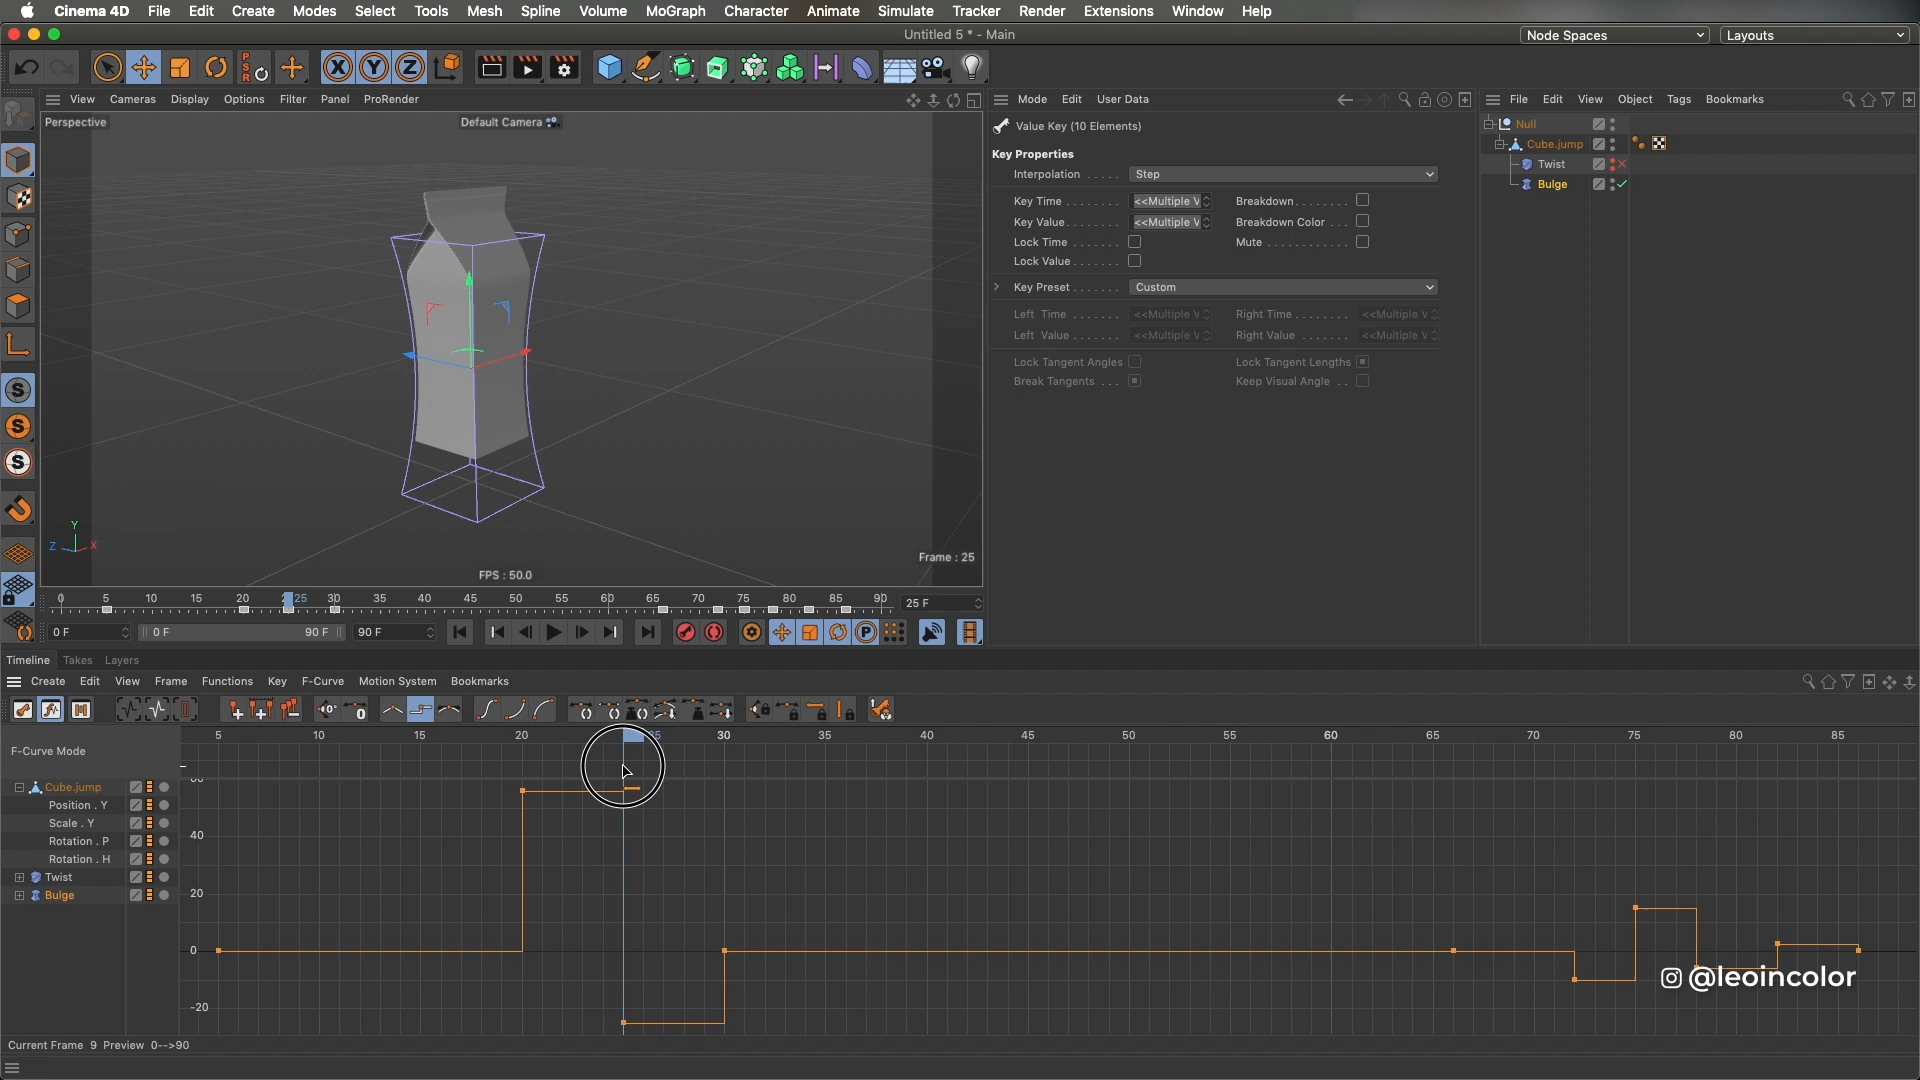 Cinema 4D File Edit Create Modes Select Tools Mesh Spline Volume MoGraph Character Animate Simulate Tracker Render Extensions Window Help
Untitled 5 * - Main
Node Spaces Layouts
PSR X Y Z
View Cameras Display Options Filter Panel ProRender
Mode Edit User Data
File Edit View Object Tags Bookmarks
Perspective
Default Camera
Value Key (10 Elements)
Key Properties
Interpolation . . . . . Step
Key Time . . . . . . . . <<Multiple V Breakdown. . . . . . . .
Key Value. . . . . . . <<Multiple V Breakdown Color . . .
Lock Time . . . . . . . Mute . . . . . . . . . . . .
Lock Value. . . . . . .
Key Preset . . . . . . . Custom
Left Time . . . . . . . <<Multiple V Right Time. . . . . . . . <<Multiple V
Left Value . . . . . . . <<Multiple V Right Value . . . . . . . <<Multiple V
Lock Tangent Angles Lock Tangent Lengths
Break Tangents . . . Keep Visual Angle . .
Null
Cube.jump
Twist
Bulge
Y
Z X
Frame : 25
FPS : 50.0
0 5 10 15 20 25 30 35 40 45 50 55 60 65 70 75 80 85 90 25 F
0 F 0 F 90 F 90 F
Timeline Takes Layers
Create Edit View Frame Functions Key F-Curve Motion System Bookmarks
5 10 15 20 25 30 35 40 45 50 55 60 65 70 75 80 85
F-Curve Mode
Cube.jump
Position . Y
Scale . Y
Rotation . P
Rotation . H
Twist
Bulge
40
20
0
-20
@leoincolor
Current Frame 9 Preview 0-->90